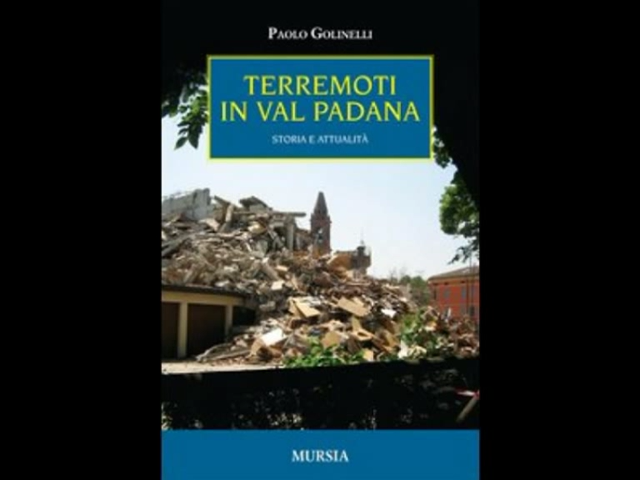 PAOLO GOLINELLI
TERREMOTI
IN VAL PADANA
STORIA E ATTUALITÀ
MURSIA